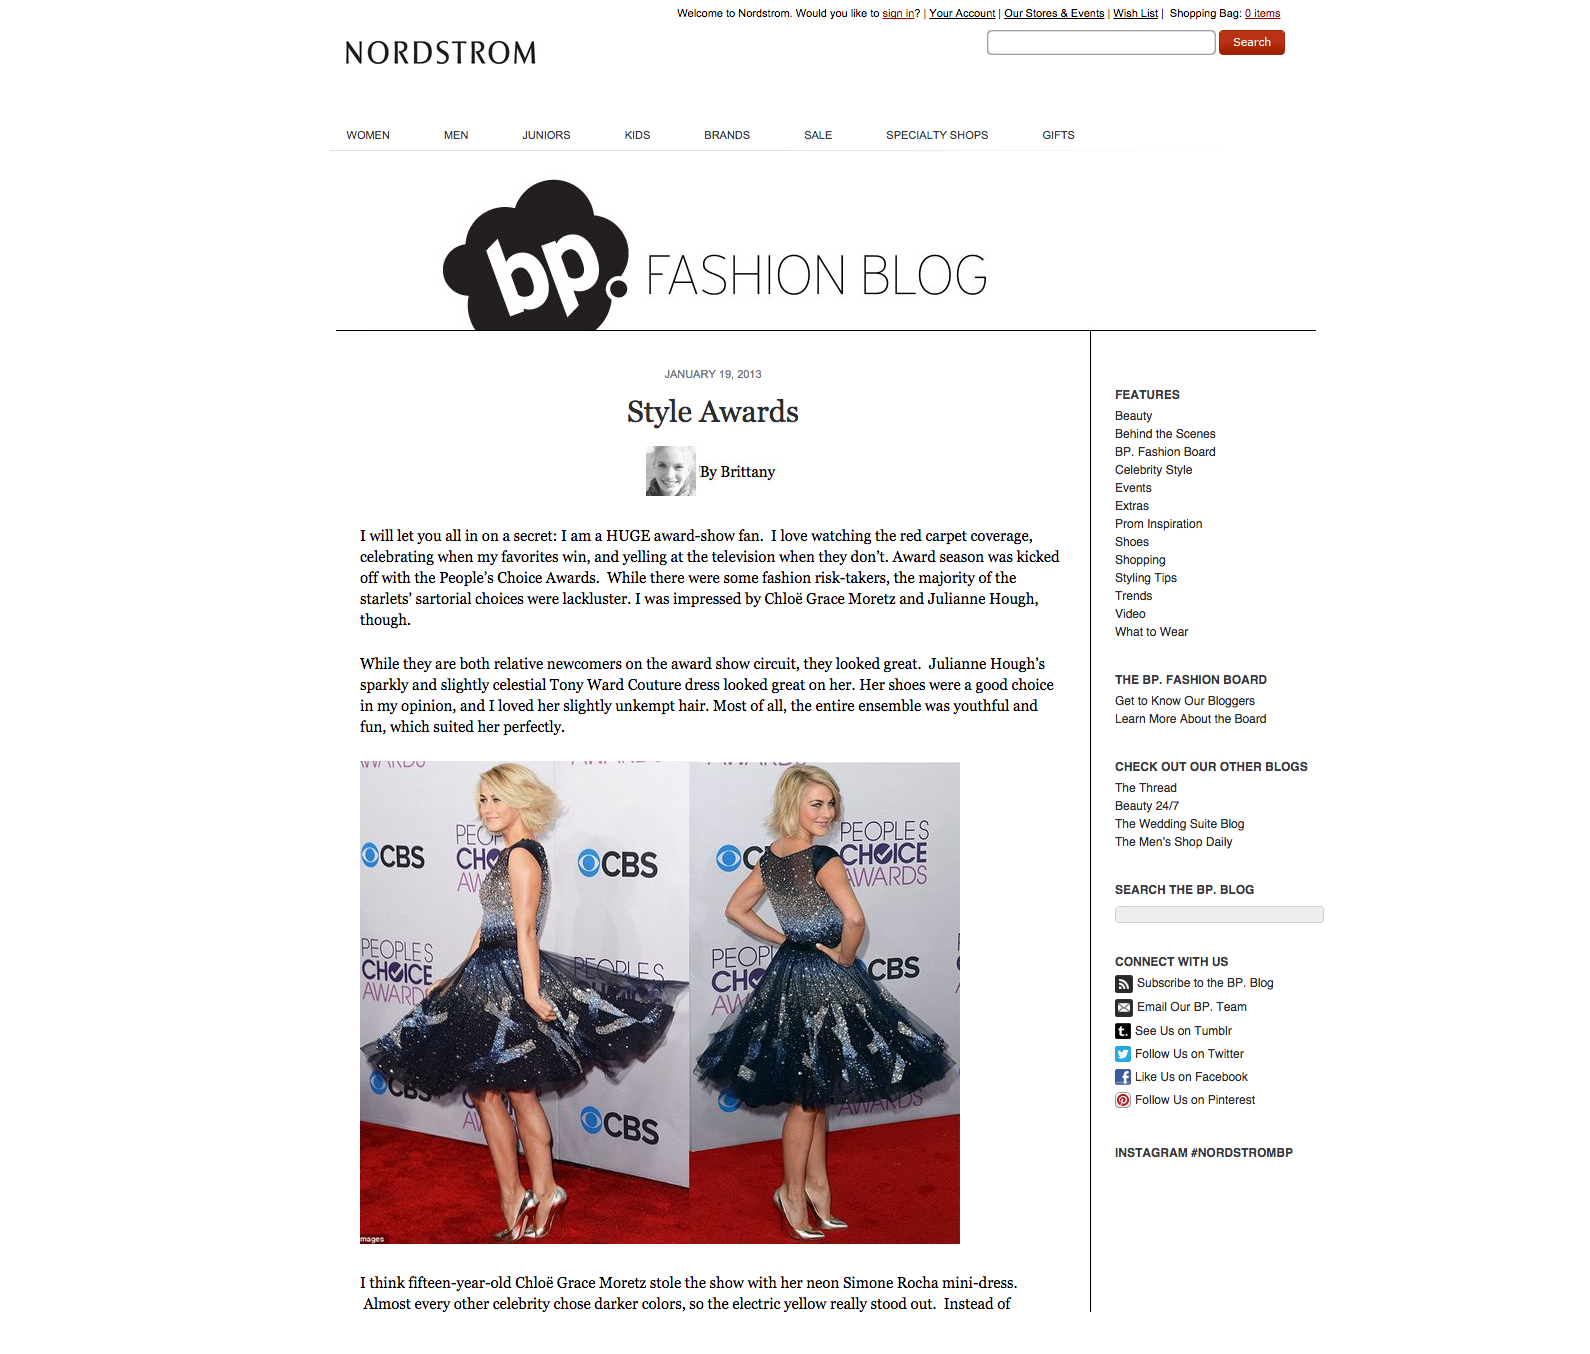 Welcome to Nordstrom. Would you like to sign in? | Your Account | Our Stores & Events | Wish List | Shopping Bag: 0 items
NORDSTROM
Search
WOMEN MEN JUNIORS KIDS BRANDS SALE SPECIALTY SHOPS GIFTS
bp. FASHION BLOG
JANUARY 19, 2013
Style Awards
By Brittany
I will let you all in on a secret: I am a HUGE award-show fan.  I love watching the red carpet coverage,
celebrating when my favorites win, and yelling at the television when they don't. Award season was kicked
off with the People's Choice Awards.  While there were some fashion risk-takers, the majority of the
starlets' sartorial choices were lackluster. I was impressed by Chloë Grace Moretz and Julianne Hough,
though.
While they are both relative newcomers on the award show circuit, they looked great.  Julianne Hough's
sparkly and slightly celestial Tony Ward Couture dress looked great on her. Her shoes were a good choice
in my opinion, and I loved her slightly unkempt hair. Most of all, the entire ensemble was youthful and
fun, which suited her perfectly.
CBS
CBS
PEOPLE'S
CHOICE
AWARDS
PEOPLE'S
CHOICE
AWARDS
CBS
CBS
CBS
AWARDS
mages
I think fifteen-year-old Chloë Grace Moretz stole the show with her neon Simone Rocha mini-dress.
Almost every other celebrity chose darker colors, so the electric yellow really stood out.  Instead of
FEATURES
Beauty
Behind the Scenes
BP. Fashion Board
Celebrity Style
Events
Extras
Prom Inspiration
Shoes
Shopping
Styling Tips
Trends
Video
What to Wear
THE BP. FASHION BOARD
Get to Know Our Bloggers
Learn More About the Board
CHECK OUT OUR OTHER BLOGS
The Thread
Beauty 24/7
The Wedding Suite Blog
The Men's Shop Daily
SEARCH THE BP. BLOG
CONNECT WITH US
Subscribe to the BP. Blog
Email Our BP. Team
See Us on Tumblr
Follow Us on Twitter
Like Us on Facebook
Follow Us on Pinterest
INSTAGRAM #NORDSTROMBP